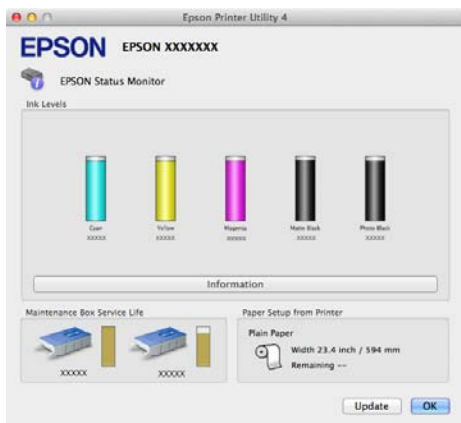 Epson Printer Utility 4
EPSON EPSON XXXXXXX
EPSON Status Monitor
Ink Levels
Cyan Yellow Magenta Matte Black Photo Black
XXXXX XXXXX XXXXX XXXXX XXXXX
Information
Maintenance Box Service Life
XXXXX XXXXX
Paper Setup from Printer
Plain Paper
Width 23.4 inch / 594 mm
Remaining --
Update OK